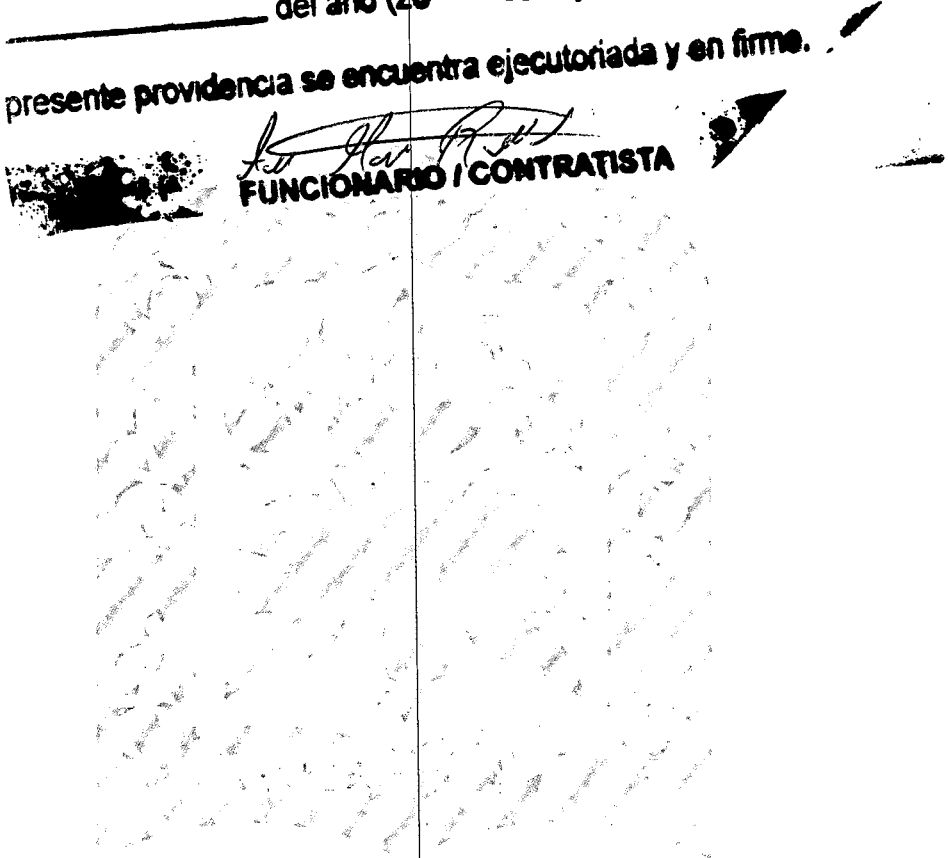 del año (20
presente providencia se encuentra ejecutoriada y en firme.
FUNCIONARIO / CONTRATISTA